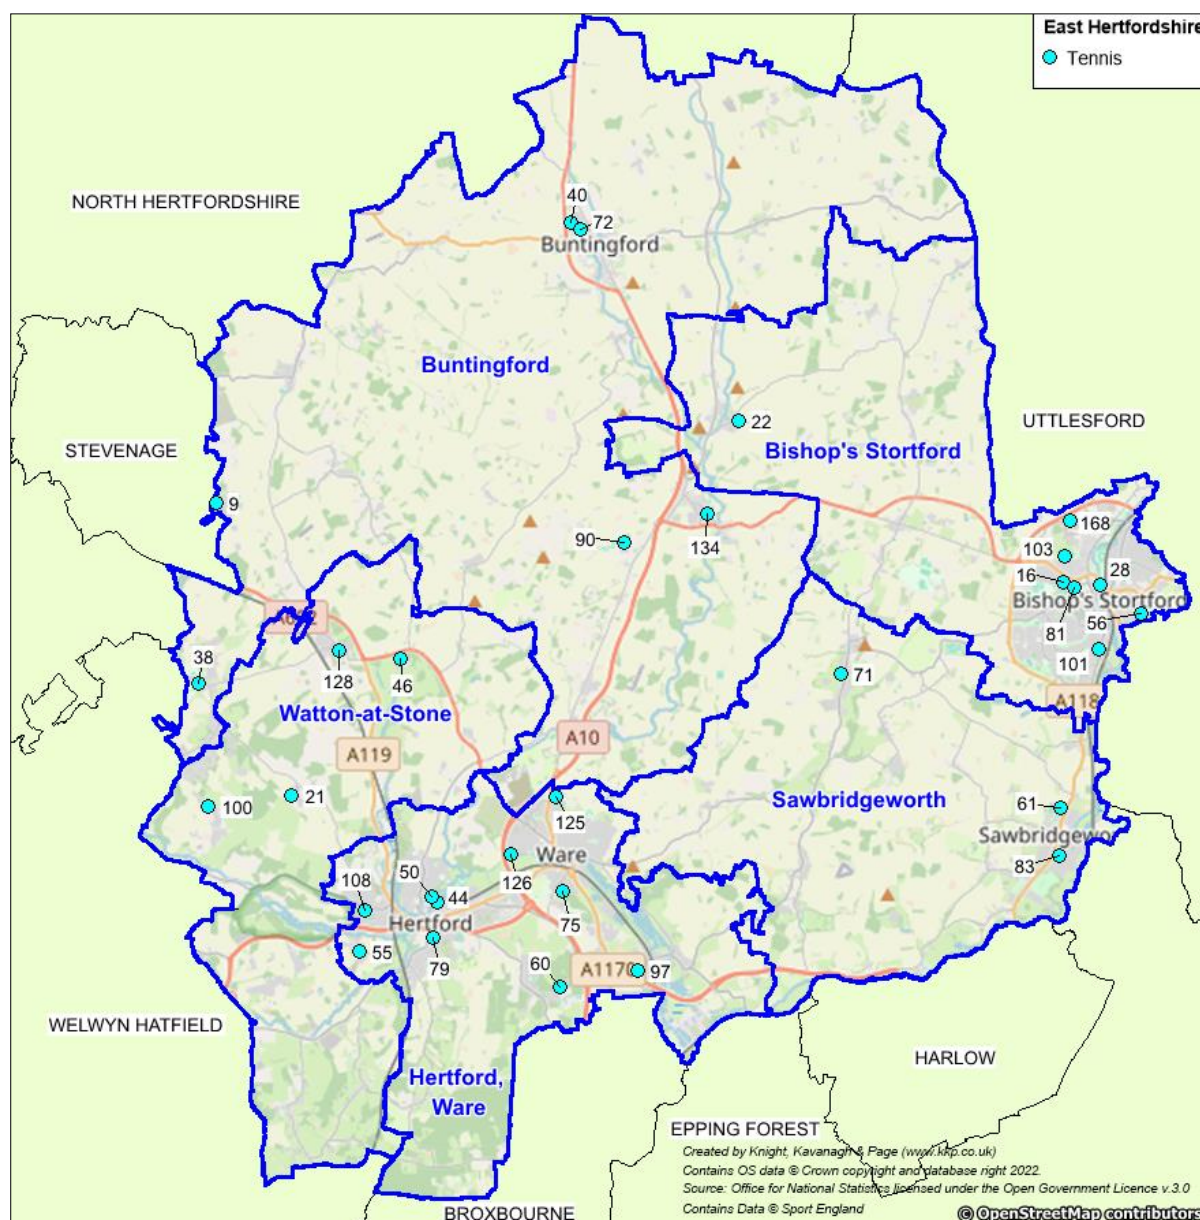 East Hertfordshire
Tennis
NORTH HERTFORDSHIRE
40
72
Buntingford
Buntingford
22
UTTLESFORD
STEVENAGE
Bishop's Stortford
9
168
90
134
103
16
28
Bishop's Stortford
81
56
101
38
128
46
71
A118
Watton-at-Stone
A10
A119
21
100
125
Sawbridgeworth
61
Sawbridgewo
83
Ware
126
108
50
44
75
Hertford
55
79
60
A1170
97
WELWYN HATFIELD
HARLOW
Hertford,
Ware
EPPING FOREST
Created by Knight, Kavanagh & Page (www.kkp.co.uk)
Contains OS data © Crown copyright and database right 2022.
Source: Office for National Statistics licensed under the Open Government Licence v.3.0
Contains Data © Sport England
BROXBOURNE
© OpenStreetMap contributors